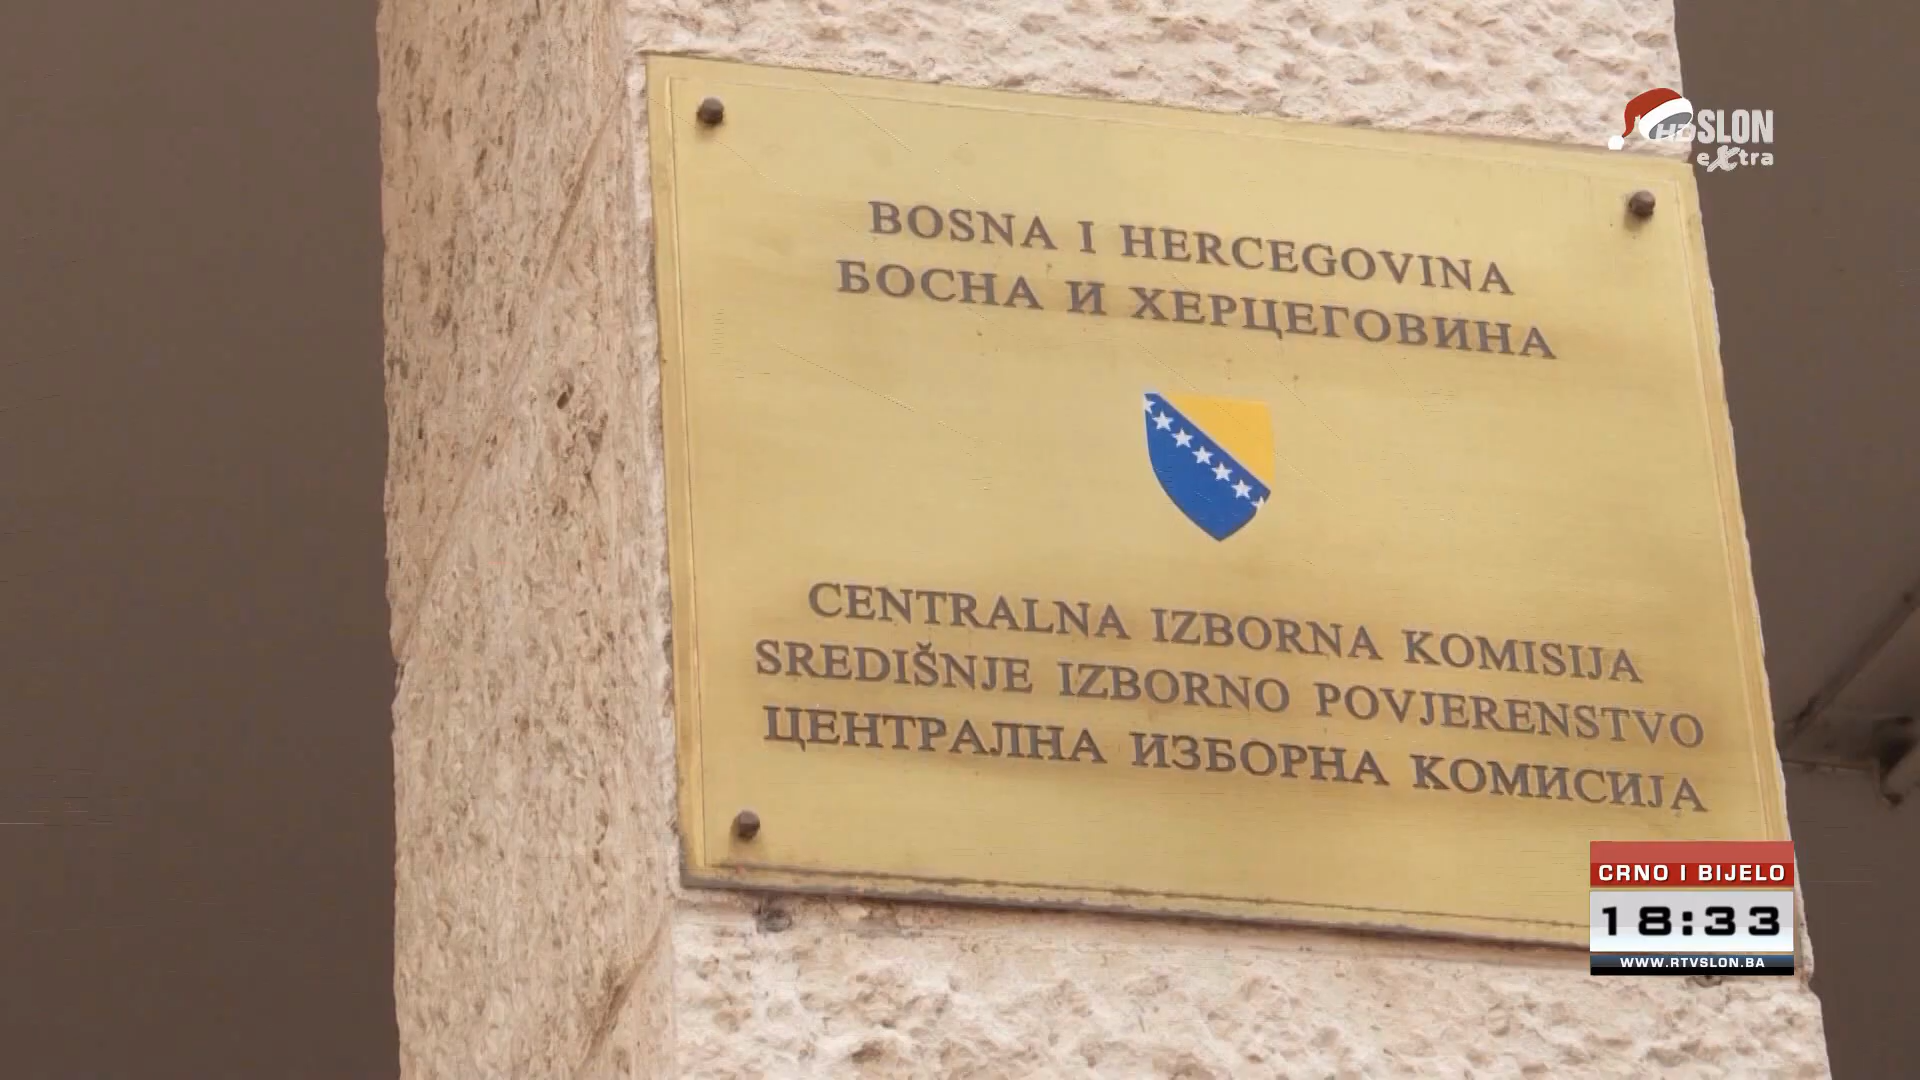 HD SLON
eXtra
BOSNA I HERCEGOVINA
БОСНА И ХЕРЦЕГОВИНА
CENTRALNA IZBORNA KOMISIJA
SREDIŠNJE IZBORNO POVJERENSTVO
ЦЕНТРАЛНА ИЗБОРНА КОМИСИЈА
CRNO I BIJELO
18:33
WWW.RTVSLON.BA